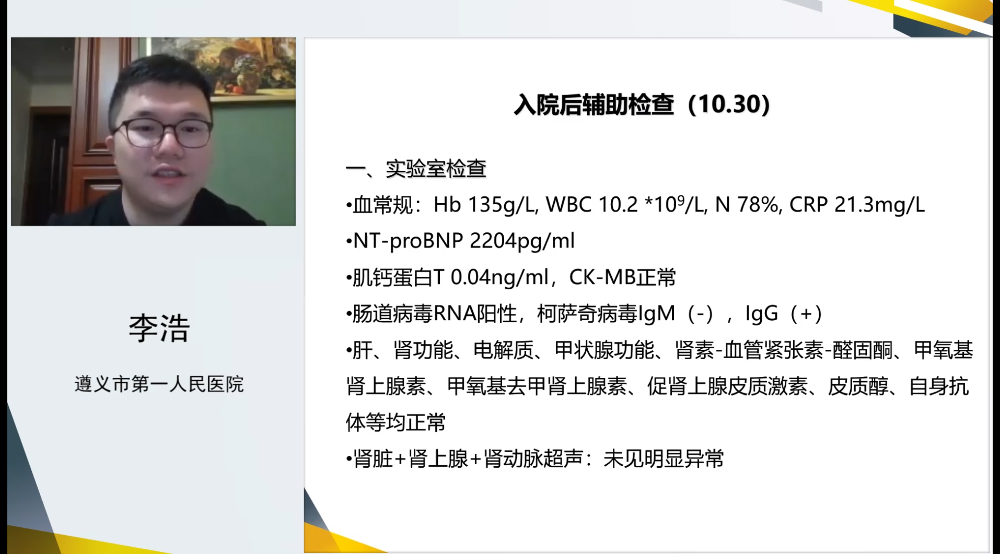 入院后辅助检查（10.30）
一、实验室检查
•血常规：Hb 135g/L, WBC 10.2 *10⁹/L, N 78%, CRP 21.3mg/L
•NT-proBNP 2204pg/ml
•肌钙蛋白T 0.04ng/ml，CK-MB正常
•肠道病毒RNA阳性，柯萨奇病毒IgM（-），IgG（+）
•肝、肾功能、电解质、甲状腺功能、肾素-血管紧张素-醛固酮、甲氧基
肾上腺素、甲氧基去甲肾上腺素、促肾上腺皮质激素、皮质醇、自身抗
体等均正常
•肾脏+肾上腺+肾动脉超声：未见明显异常
李浩
遵义市第一人民医院